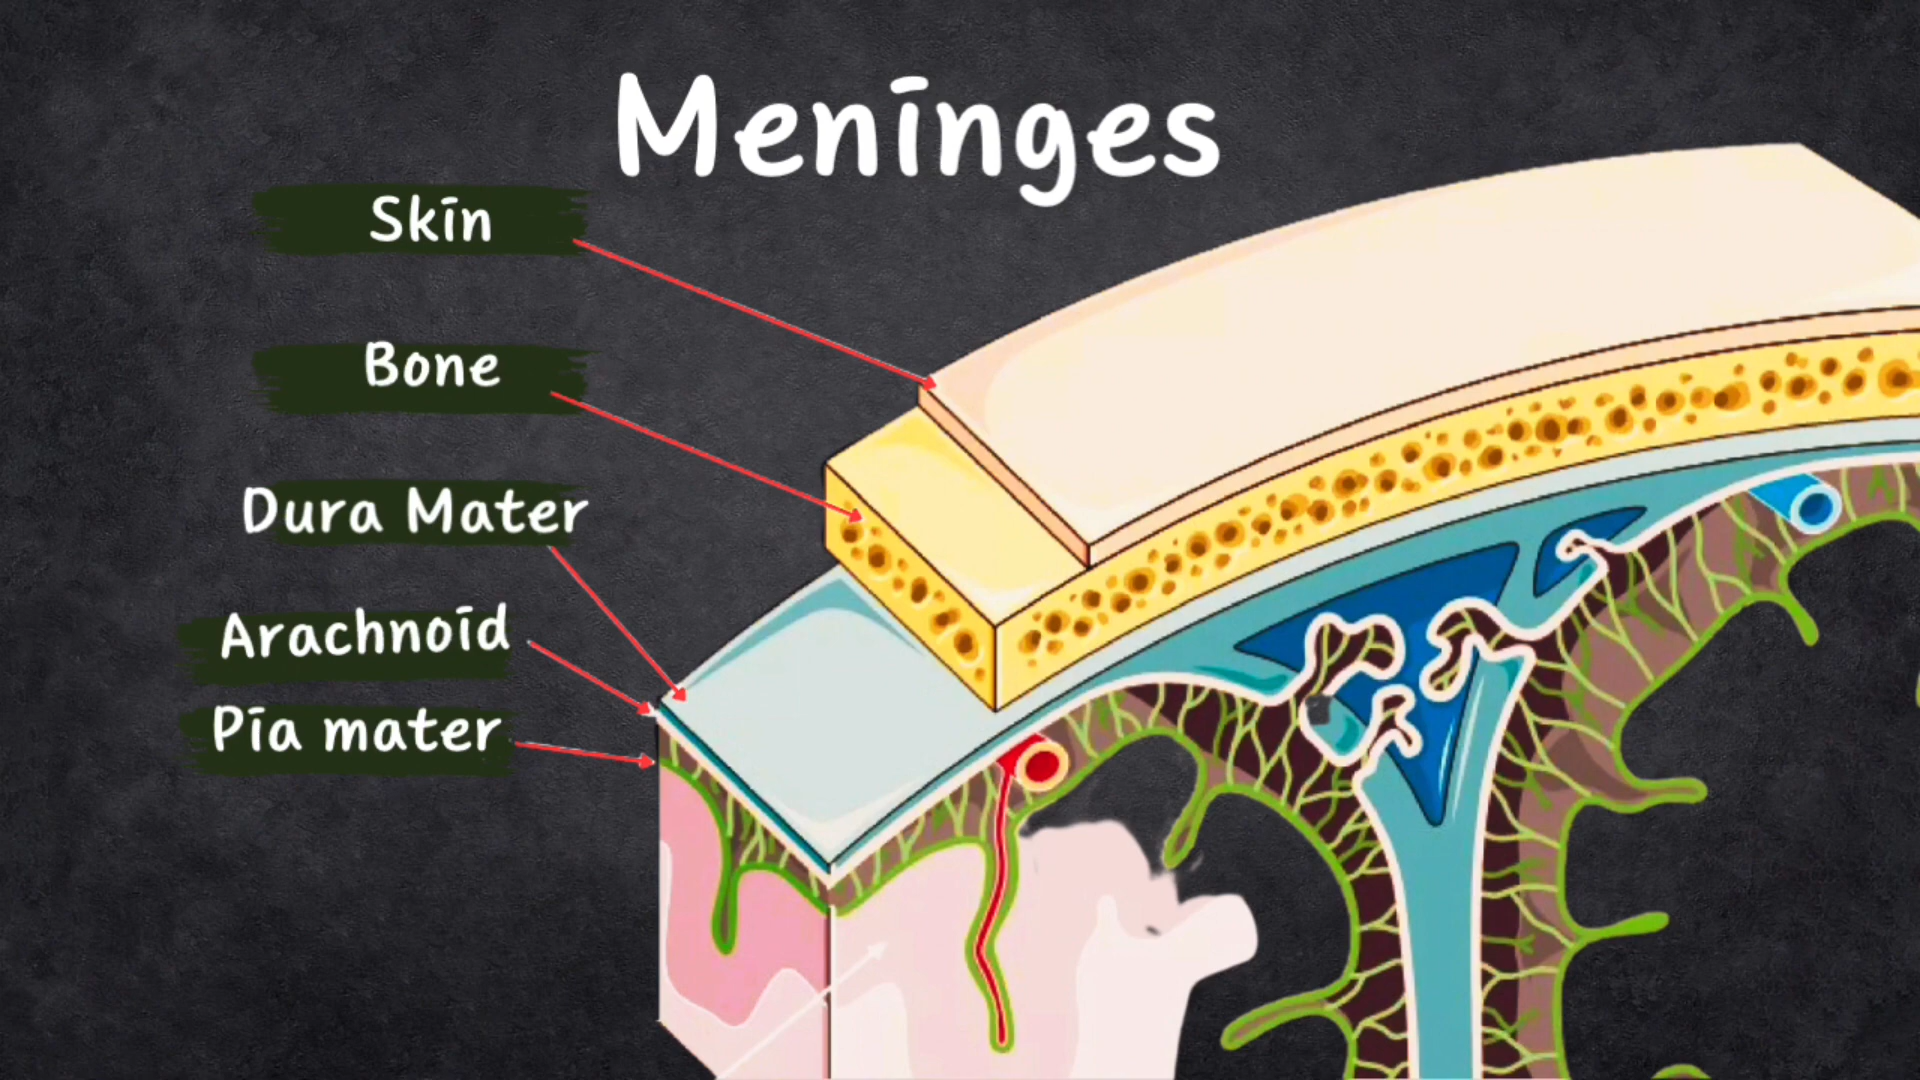 Meninges
Skin
Bone
Dura Mater
Arachnoid
Pia mater